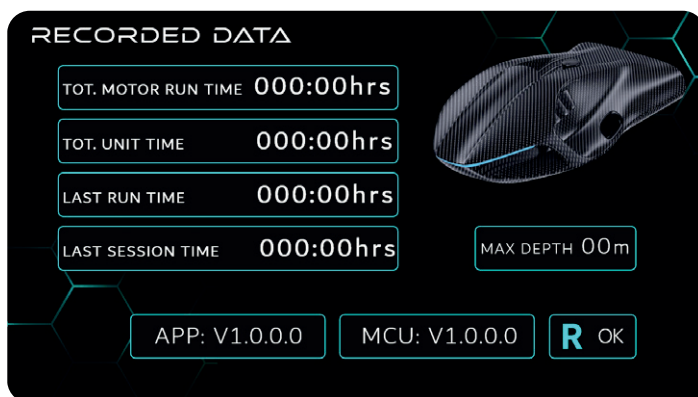 RECORDED DATA
TOT. MOTOR RUN TIME 000:00hrs
TOT. UNIT TIME 000:00hrs
LAST RUN TIME 000:00hrs
LAST SESSION TIME 000:00hrs
MAX DEPTH 00m
APP: V1.0.0.0
MCU: V1.0.0.0
R OK